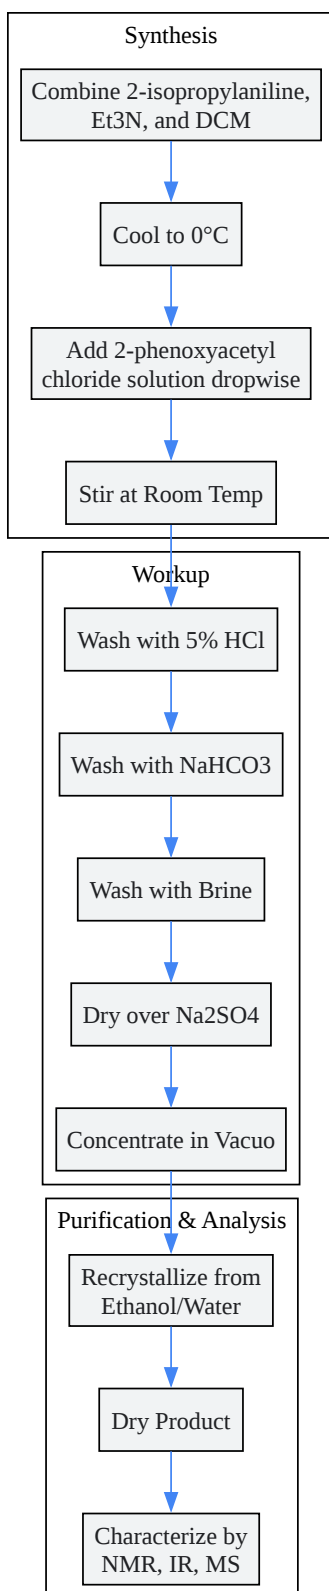 Synthesis
Combine 2-isopropylaniline,
Et3N, and DCM
Cool to 0°C
Add 2-phenoxyacetyl
chloride solution dropwise
Stir at Room Temp
Workup
Wash with 5% HCl
Wash with NaHCO3
Wash with Brine
Dry over Na2SO4
Concentrate in Vacuo
Purification & Analysis
Recrystallize from
Ethanol/Water
Dry Product
Characterize by
NMR, IR, MS